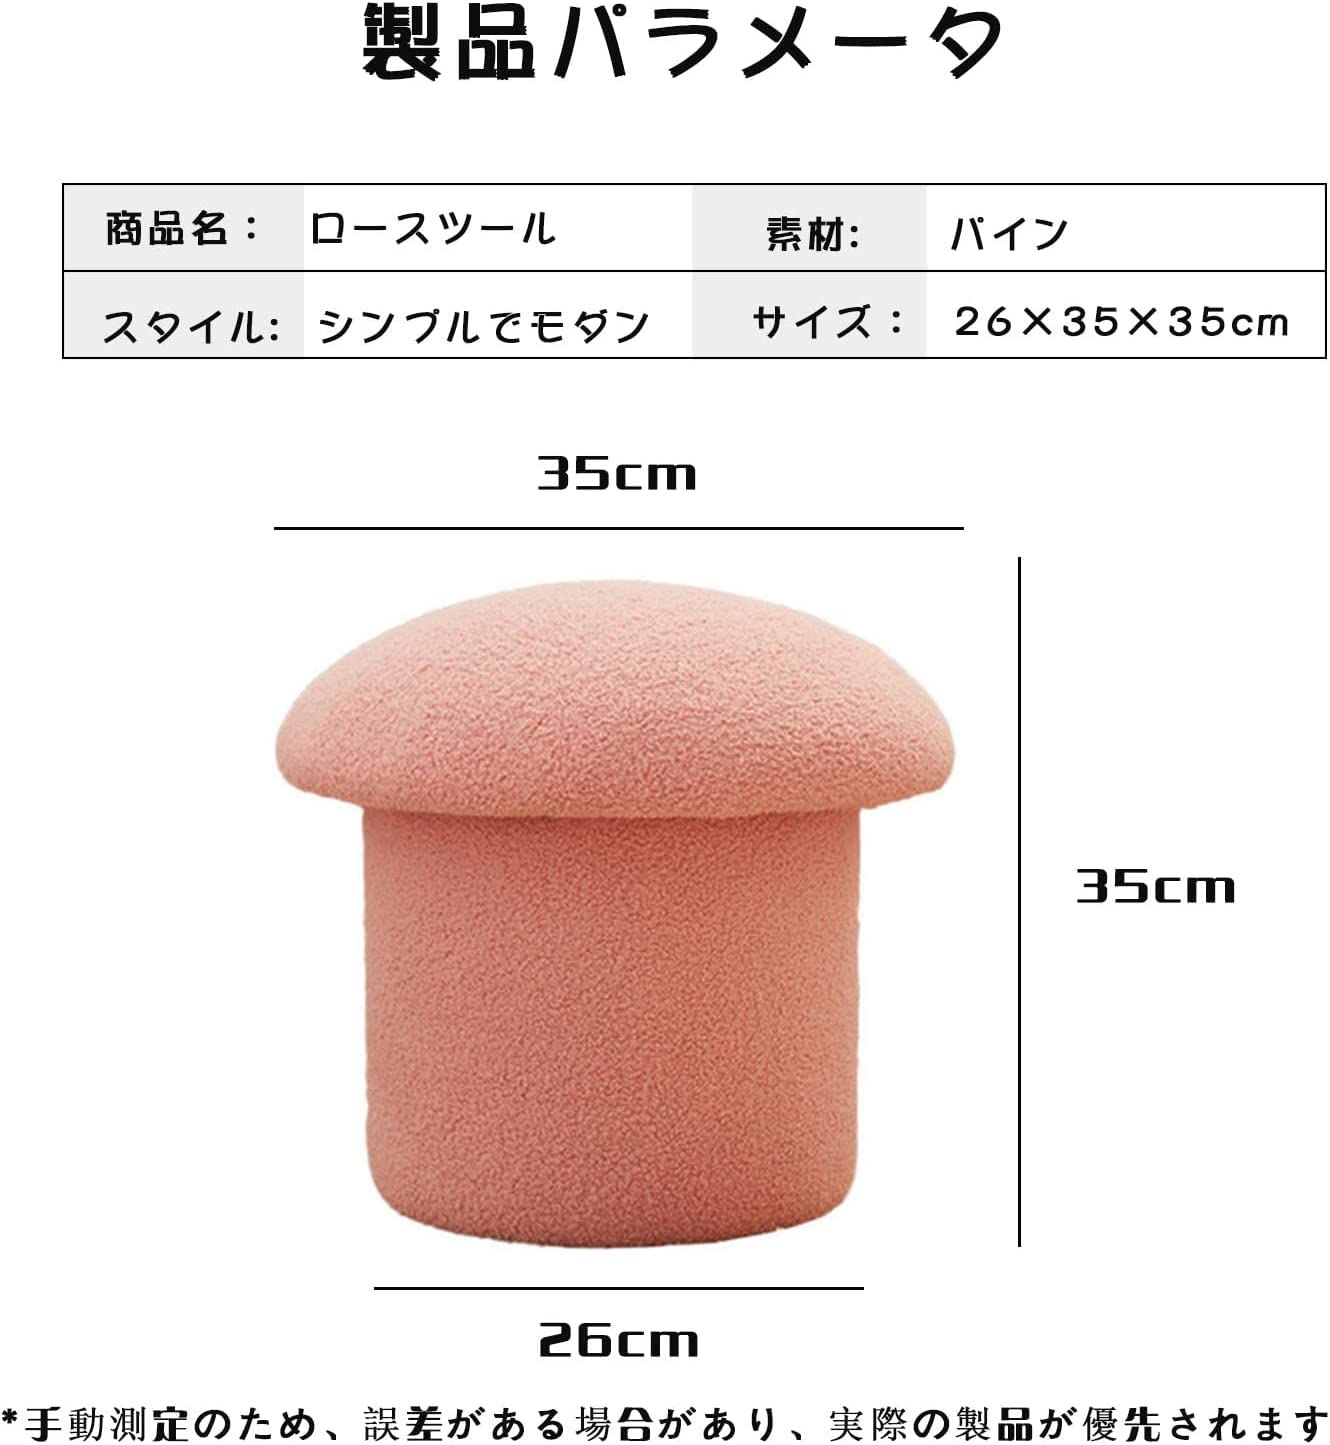 製品パラメータ
商品名： ロースツール 素材: パイン
スタイル: シンプルでモダン サイズ： 26×35×35cm
35cm
35cm
26cm
*手動測定のため、誤差がある場合があり、実際の製品が優先されます